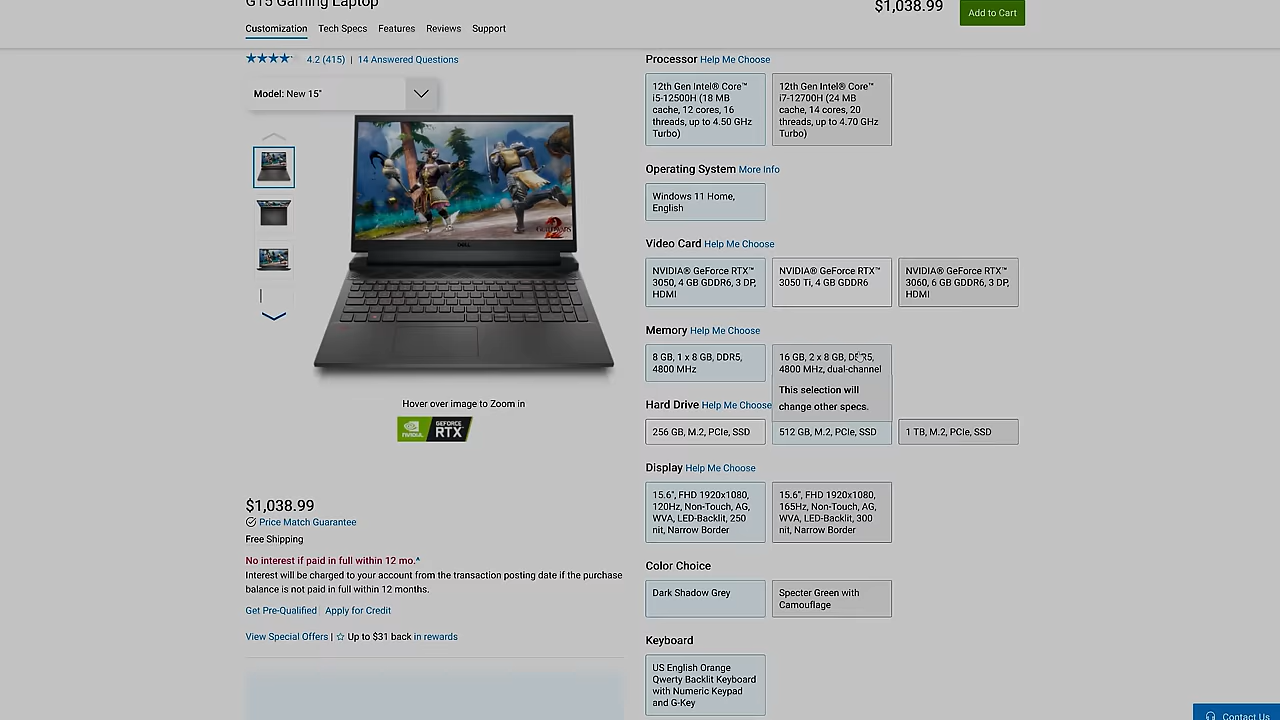 G15 Gaming Laptop
$1,038.99
Add to Cart
Customization
Tech Specs
Features
Reviews
Support
4.2 (415) | 14 Answered Questions
Model: New 15"
DELL
Hover over image to Zoom in
NVIDIA
GEFORCE
RTX
$1,038.99
Price Match Guarantee
Free Shipping
No interest if paid in full within 12 mo.^
Interest will be charged to your account from the transaction posting date if the purchase
balance is not paid in full within 12 months.
Get Pre-Qualified | Apply for Credit
View Special Offers | Up to $31 back in rewards
Processor Help Me Choose
12th Gen Intel® Core™
i5-12500H (18 MB
cache, 12 cores, 16
threads, up to 4.50 GHz
Turbo)
12th Gen Intel® Core™
i7-12700H (24 MB
cache, 14 cores, 20
threads, up to 4.70 GHz
Turbo)
Operating System More Info
Windows 11 Home,
English
Video Card Help Me Choose
NVIDIA® GeForce RTX™
3050, 4 GB GDDR6, 3 DP,
HDMI
NVIDIA® GeForce RTX™
3050 Ti, 4 GB GDDR6
NVIDIA® GeForce RTX™
3060, 6 GB GDDR6, 3 DP,
HDMI
Memory Help Me Choose
8 GB, 1 x 8 GB, DDR5,
4800 MHz
16 GB, 2 x 8 GB, DDR5,
4800 MHz, dual-channel
This selection will
change other specs.
Hard Drive Help Me Choose
256 GB, M.2, PCIe, SSD
512 GB, M.2, PCIe, SSD
1 TB, M.2, PCIe, SSD
Display Help Me Choose
15.6", FHD 1920x1080,
120Hz, Non-Touch, AG,
WVA, LED-Backlit, 250
nit, Narrow Border
15.6", FHD 1920x1080,
165Hz, Non-Touch, AG,
WVA, LED-Backlit, 300
nit, Narrow Border
Color Choice
Dark Shadow Grey
Specter Green with
Camouflage
Keyboard
US English Orange
Qwerty Backlit Keyboard
with Numeric Keypad
and G-Key
Contact Us